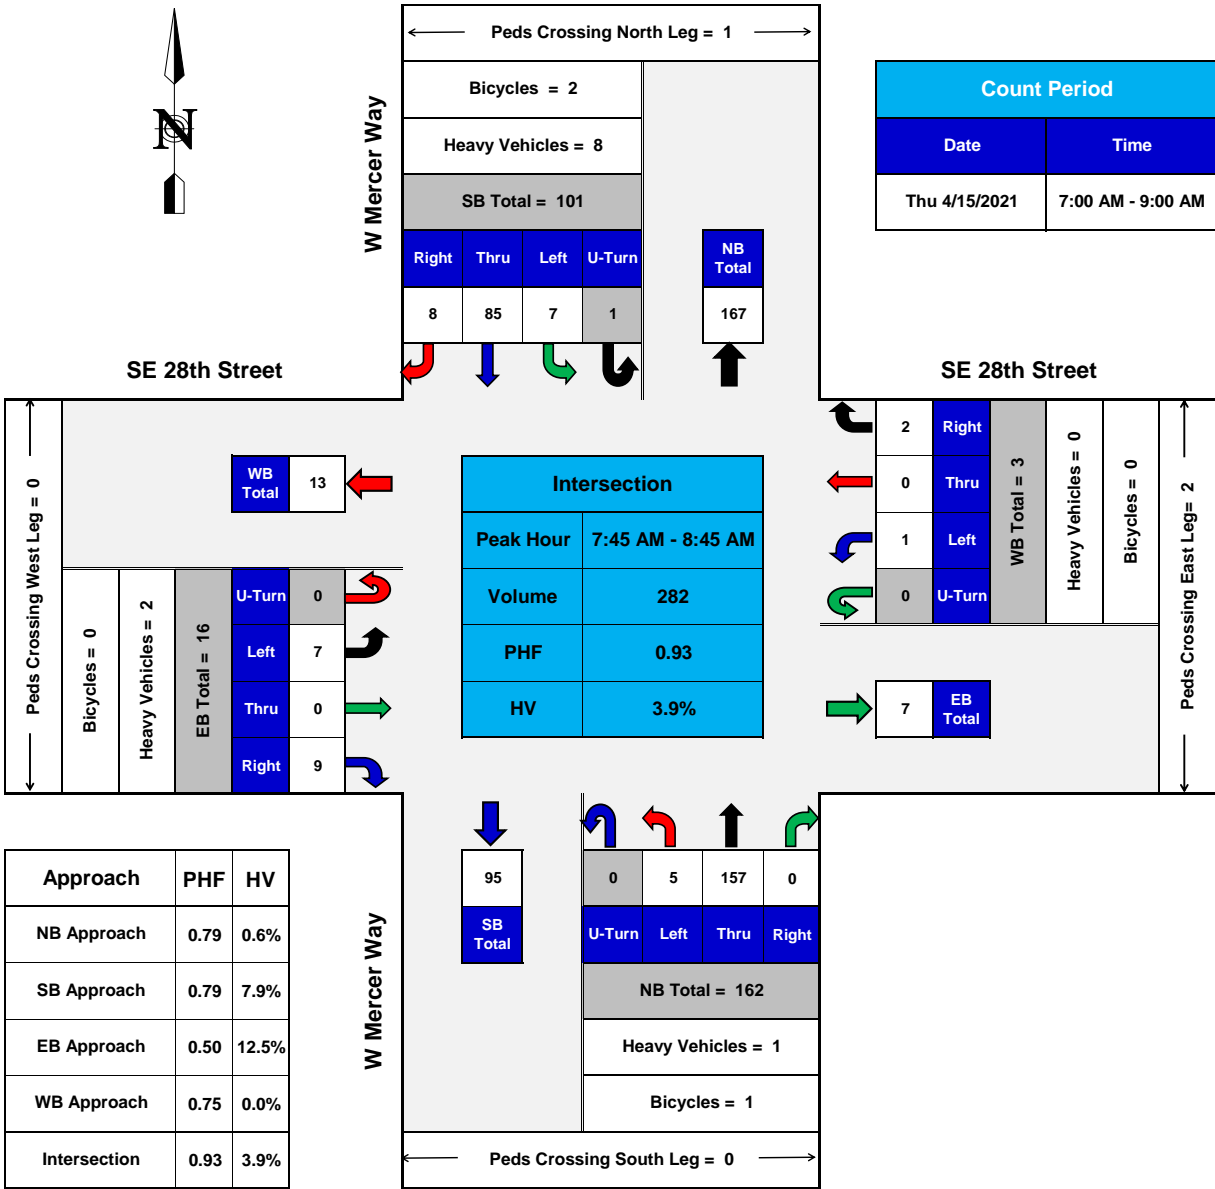 Peds Crossing North Leg = 1
N
W Mercer Way
Bicycles = 2
Heavy Vehicles = 8
SB Total = 101
Right Thru Left U-Turn
8 85 7 1
NB
Total
167
Count Period
Date Time
Thu 4/15/2021 7:00 AM - 9:00 AM
SE 28th Street
SE 28th Street
Peds Crossing West Leg = 0
WB
Total
13
Bicycles = 0
Heavy Vehicles = 2
EB Total = 16
U-Turn 0
Left 7
Thru 0
Right 9
Intersection
Peak Hour 7:45 AM - 8:45 AM
Volume 282
PHF 0.93
HV 3.9%
2 Right
0 Thru
1 Left
0 U-Turn
WB Total = 3
Heavy Vehicles = 0
Bicycles = 0
Peds Crossing East Leg= 2
7
EB
Total
Approach PHF HV
NB Approach 0.79 0.6%
SB Approach 0.79 7.9%
EB Approach 0.50 12.5%
WB Approach 0.75 0.0%
Intersection 0.93 3.9%
W Mercer Way
95
SB
Total
0 5 157 0
U-Turn Left Thru Right
NB Total = 162
Heavy Vehicles = 1
Bicycles = 1
Peds Crossing South Leg = 0